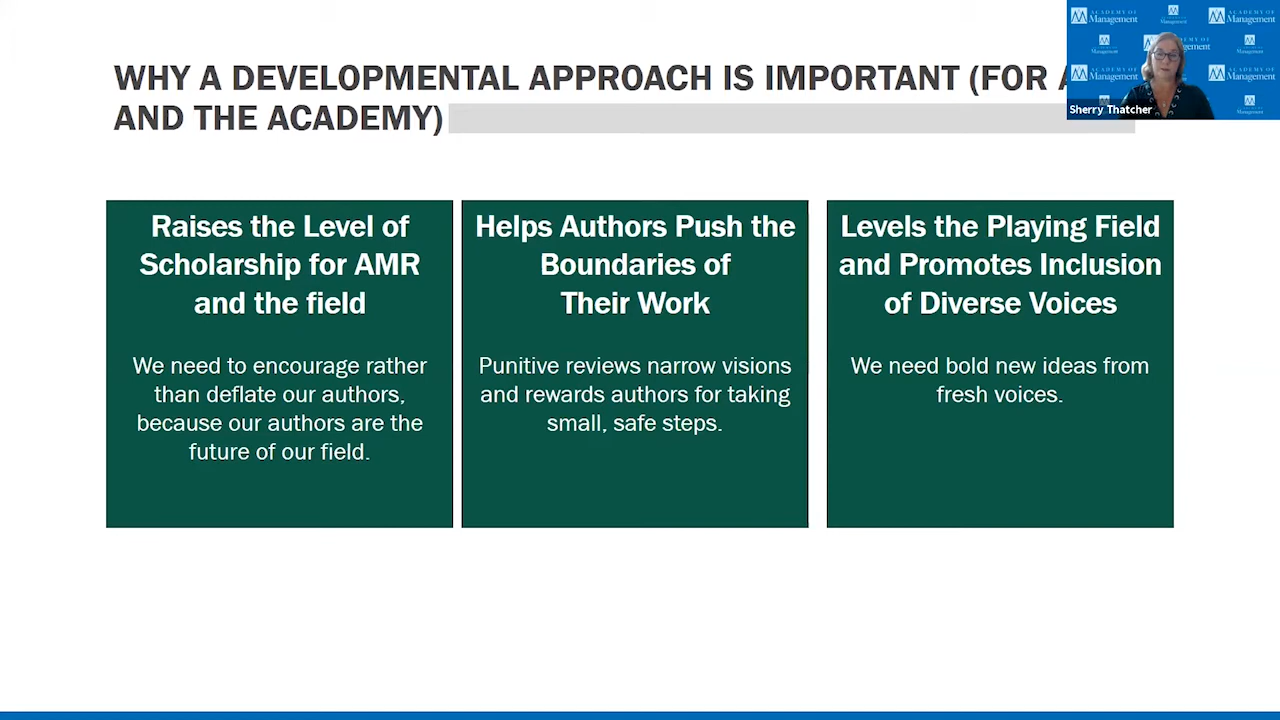 WHY A DEVELOPMENTAL APPROACH IS IMPORTANT (FOR
AND THE ACADEMY)
ACADEMY OF
Management
Sherry Thatcher
Raises the Level of
Scholarship for AMR
and the field
We need to encourage rather
than deflate our authors,
because our authors are the
future of our field.
Helps Authors Push the
Boundaries of
Their Work
Punitive reviews narrow visions
and rewards authors for taking
small, safe steps.
Levels the Playing Field
and Promotes Inclusion
of Diverse Voices
We need bold new ideas from
fresh voices.